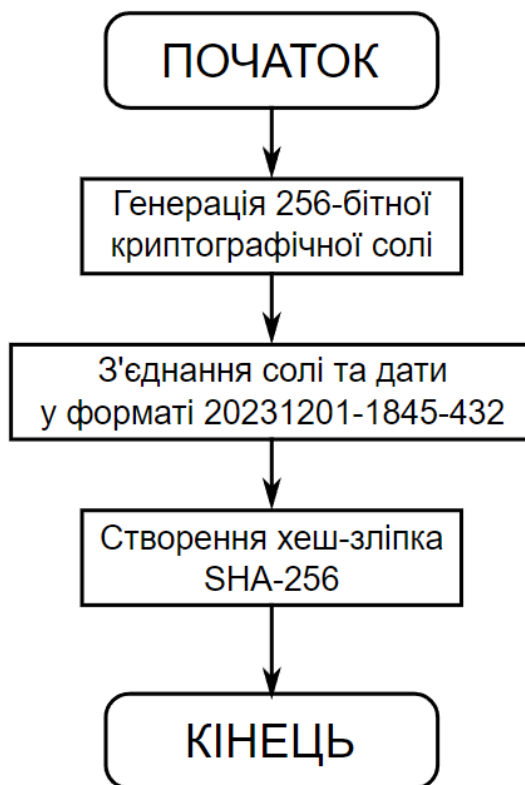 ПОЧАТОК
Генерація 256-бітної
криптографічної солі
З'єднання солі та дати
у форматі 20231201-1845-432
Створення хеш-зліпка
SHA-256
КІНЕЦЬ